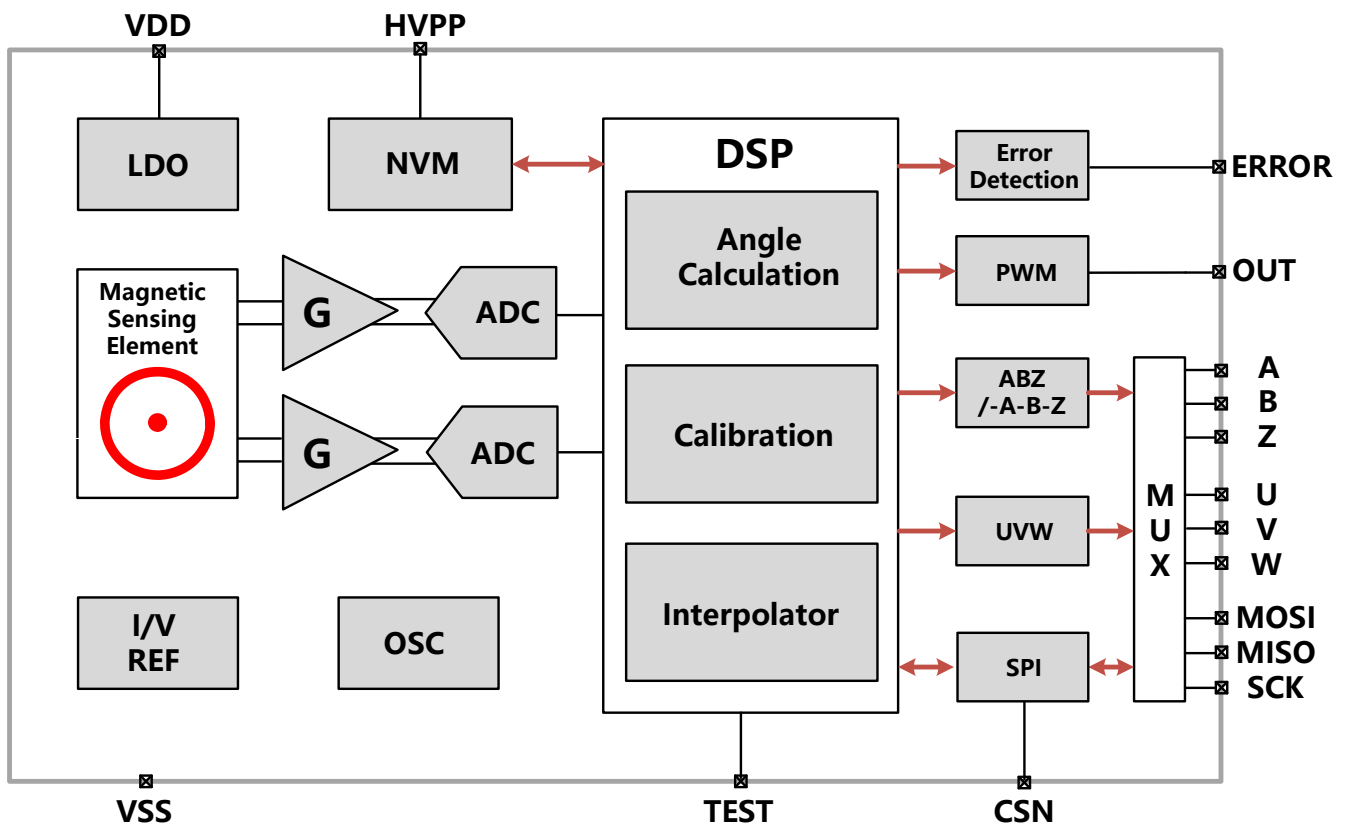 VDD
HVPP
LDO
NVM
DSP
Error
Detection
ERROR
Angle
Calculation
PWM
OUT
Magnetic
Sensing
Element
G
ADC
G
ADC
Calibration
ABZ
/-A-B-Z
A
B
Z
M
U
X
UVW
U
V
W
I/V
REF
OSC
Interpolator
SPI
MOSI
MISO
SCK
VSS
TEST
CSN